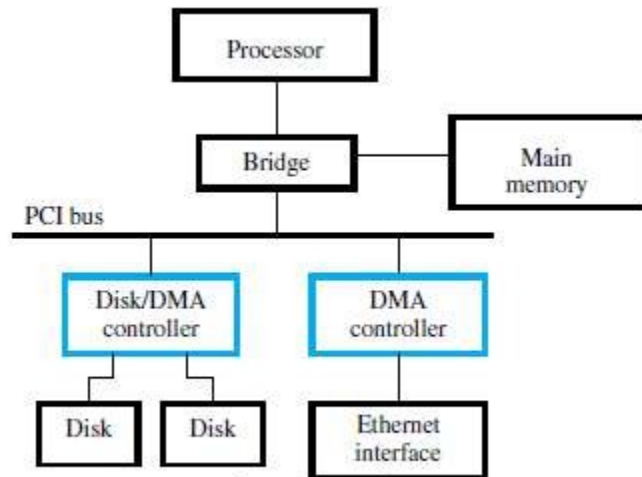 Processor
Bridge
Main
memory
PCI bus
Disk/DMA
controller
DMA
controller
Disk
Disk
Ethernet
interface